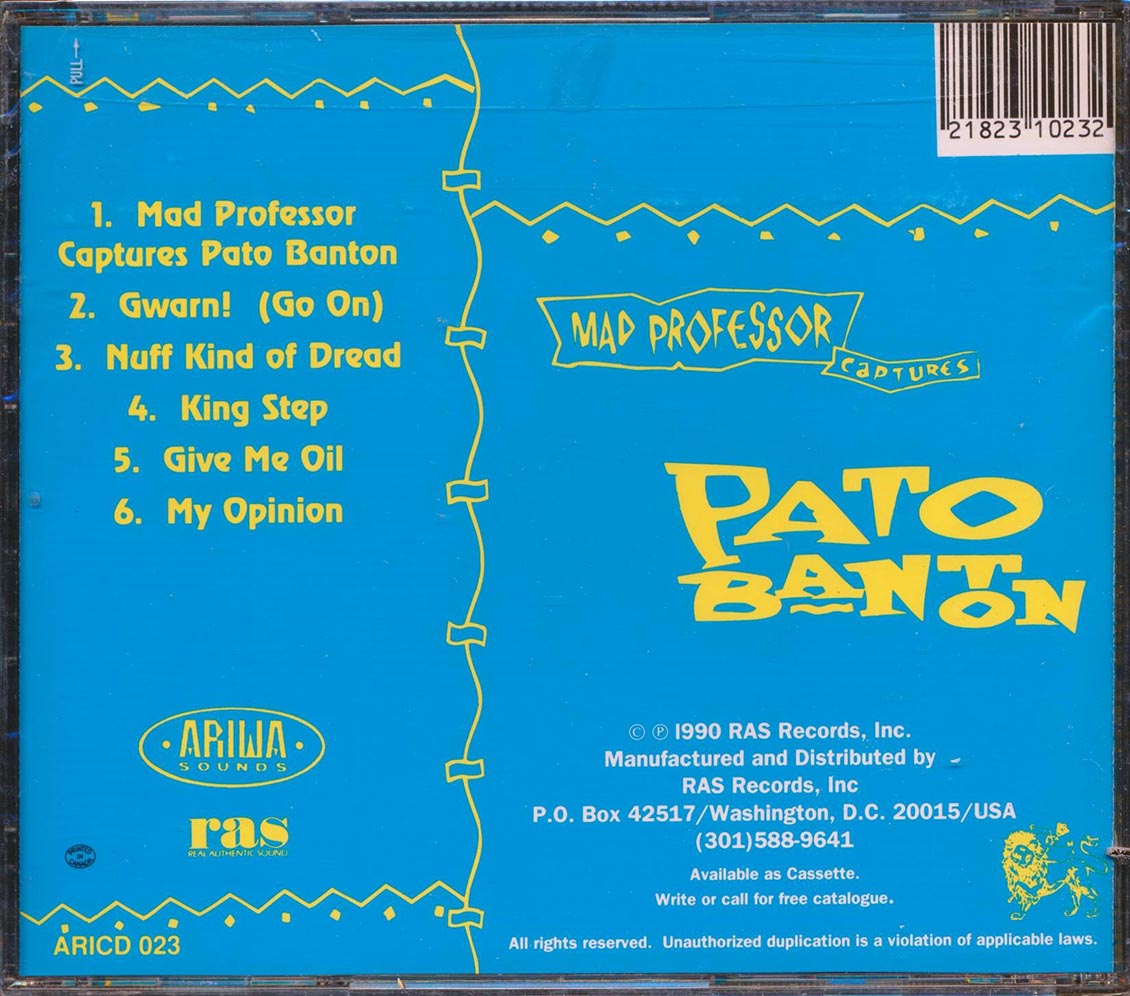 PULL
21823 10232
1. Mad Professor
Captures Pato Banton
2. Gwarn! (Go On)
3. Nuff Kind of Dread
4. King Step
5. Give Me Oil
6. My Opinion
MAD PROFESSOR
CAPTURES
PATO
BANTON
ARIWA
SOUNDS
ras
REAL AUTHENTIC SOUND
PRINTED
IN
CANADA
ARICD 023
© ℗ 1990 RAS Records, Inc.
Manufactured and Distributed by
RAS Records, Inc
P.O. Box 42517/Washington, D.C. 20015/USA
(301)588-9641
Available as Cassette.
Write or call for free catalogue.
All rights reserved. Unauthorized duplication is a violation of applicable laws.